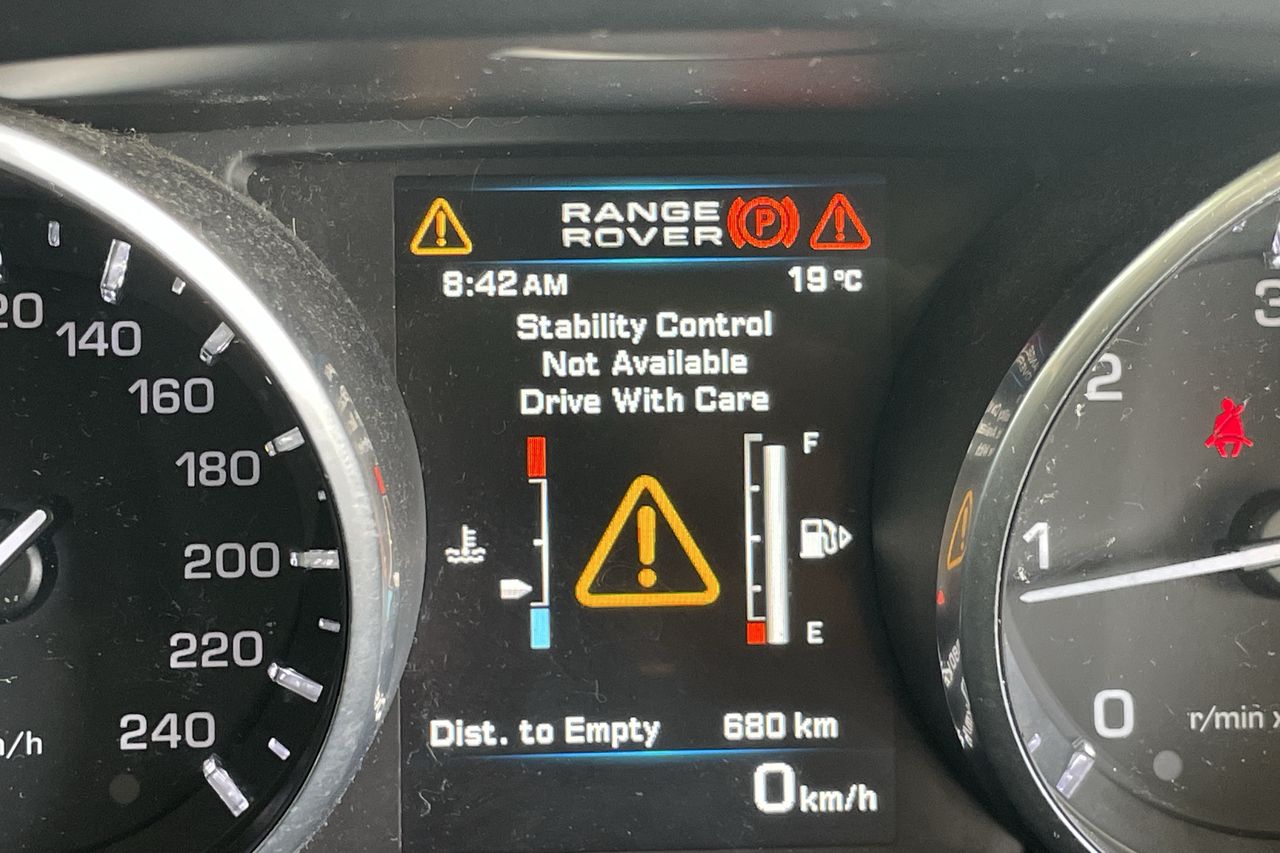 RANGE
ROVER
P
8:42 AM
19 °C
Stability Control
Not Available
Drive With Care
F
E
Dist. to Empty 680 km
0 km/h
140
160
180
200
220
240
3
2
1
0
r/min